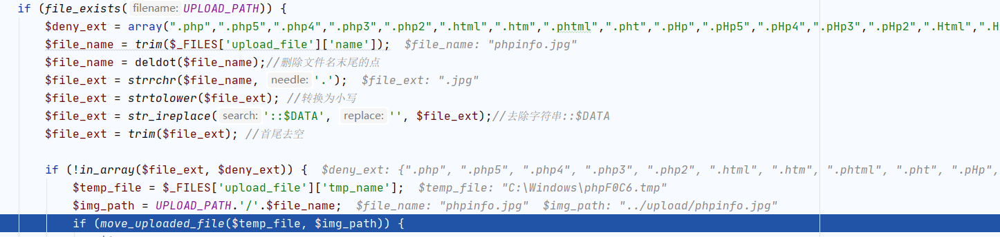 if (file_exists( filename: UPLOAD_PATH)) {
$deny_ext = array(".php",".php5",".php4",".php3",".php2",".html",".htm",".phtml",".pht",".pHp",".pHp5",".pHp4",".pHp3",".pHp2",".Html",".H
$file_name = trim($_FILES['upload_file']['name']); $file_name: "phpinfo.jpg"
$file_name = deldot($file_name);//删除文件名末尾的点
$file_ext = strrchr($file_name, needle: '.'); $file_ext: ".jpg"
$file_ext = strtolower($file_ext); //转换为小写
$file_ext = str_ireplace( search: '::$DATA', replace: '', $file_ext);//去除字符串::$DATA
$file_ext = trim($file_ext); //首尾去空
if (!in_array($file_ext, $deny_ext)) { $deny_ext: {".php", ".php5", ".php4", ".php3", ".php2", ".html", ".htm", ".phtml", ".pht", ".pHp",
$temp_file = $_FILES['upload_file']['tmp_name']; $temp_file: "C:\Windows\phpF0C6.tmp"
$img_path = UPLOAD_PATH.'/'.$file_name; $file_name: "phpinfo.jpg" $img_path: "../upload/phpinfo.jpg"
if (move_uploaded_file($temp_file, $img_path)) {